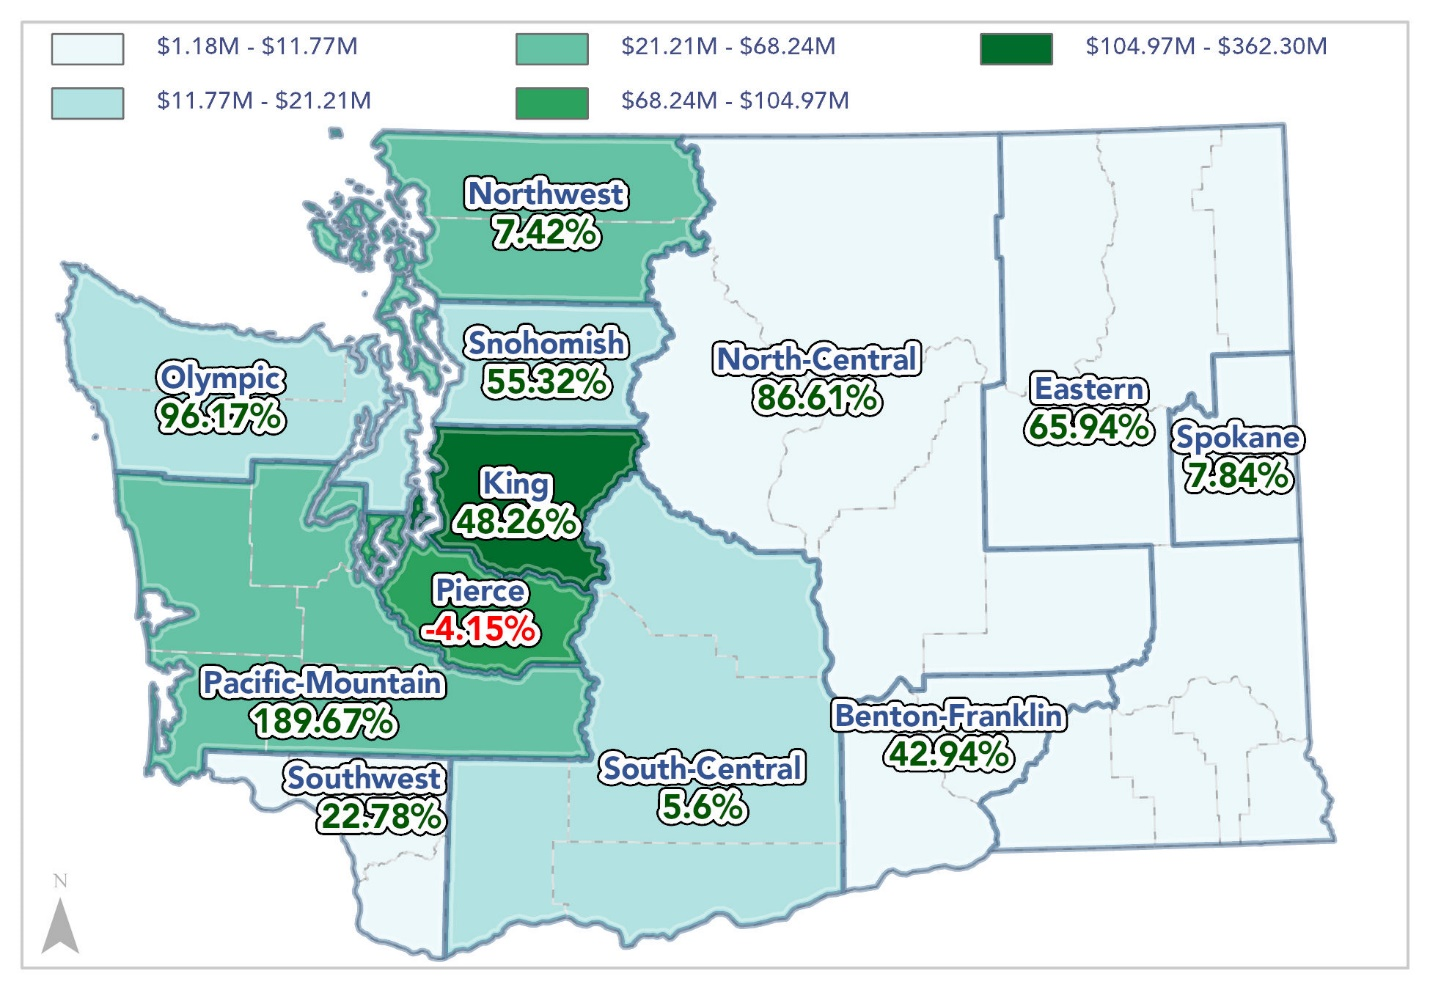 $1.18M - $11.77M
$21.21M - $68.24M
$104.97M - $362.30M
$11.77M - $21.21M
$68.24M - $104.97M
Northwest
7.42%
Snohomish
55.32%
North-Central
86.61%
Olympic
96.17%
Eastern
65.94%
Spokane
7.84%
King
48.26%
Pierce
-4.15%
Pacific-Mountain
189.67%
Benton-Franklin
42.94%
Southwest
22.78%
South-Central
5.6%
N